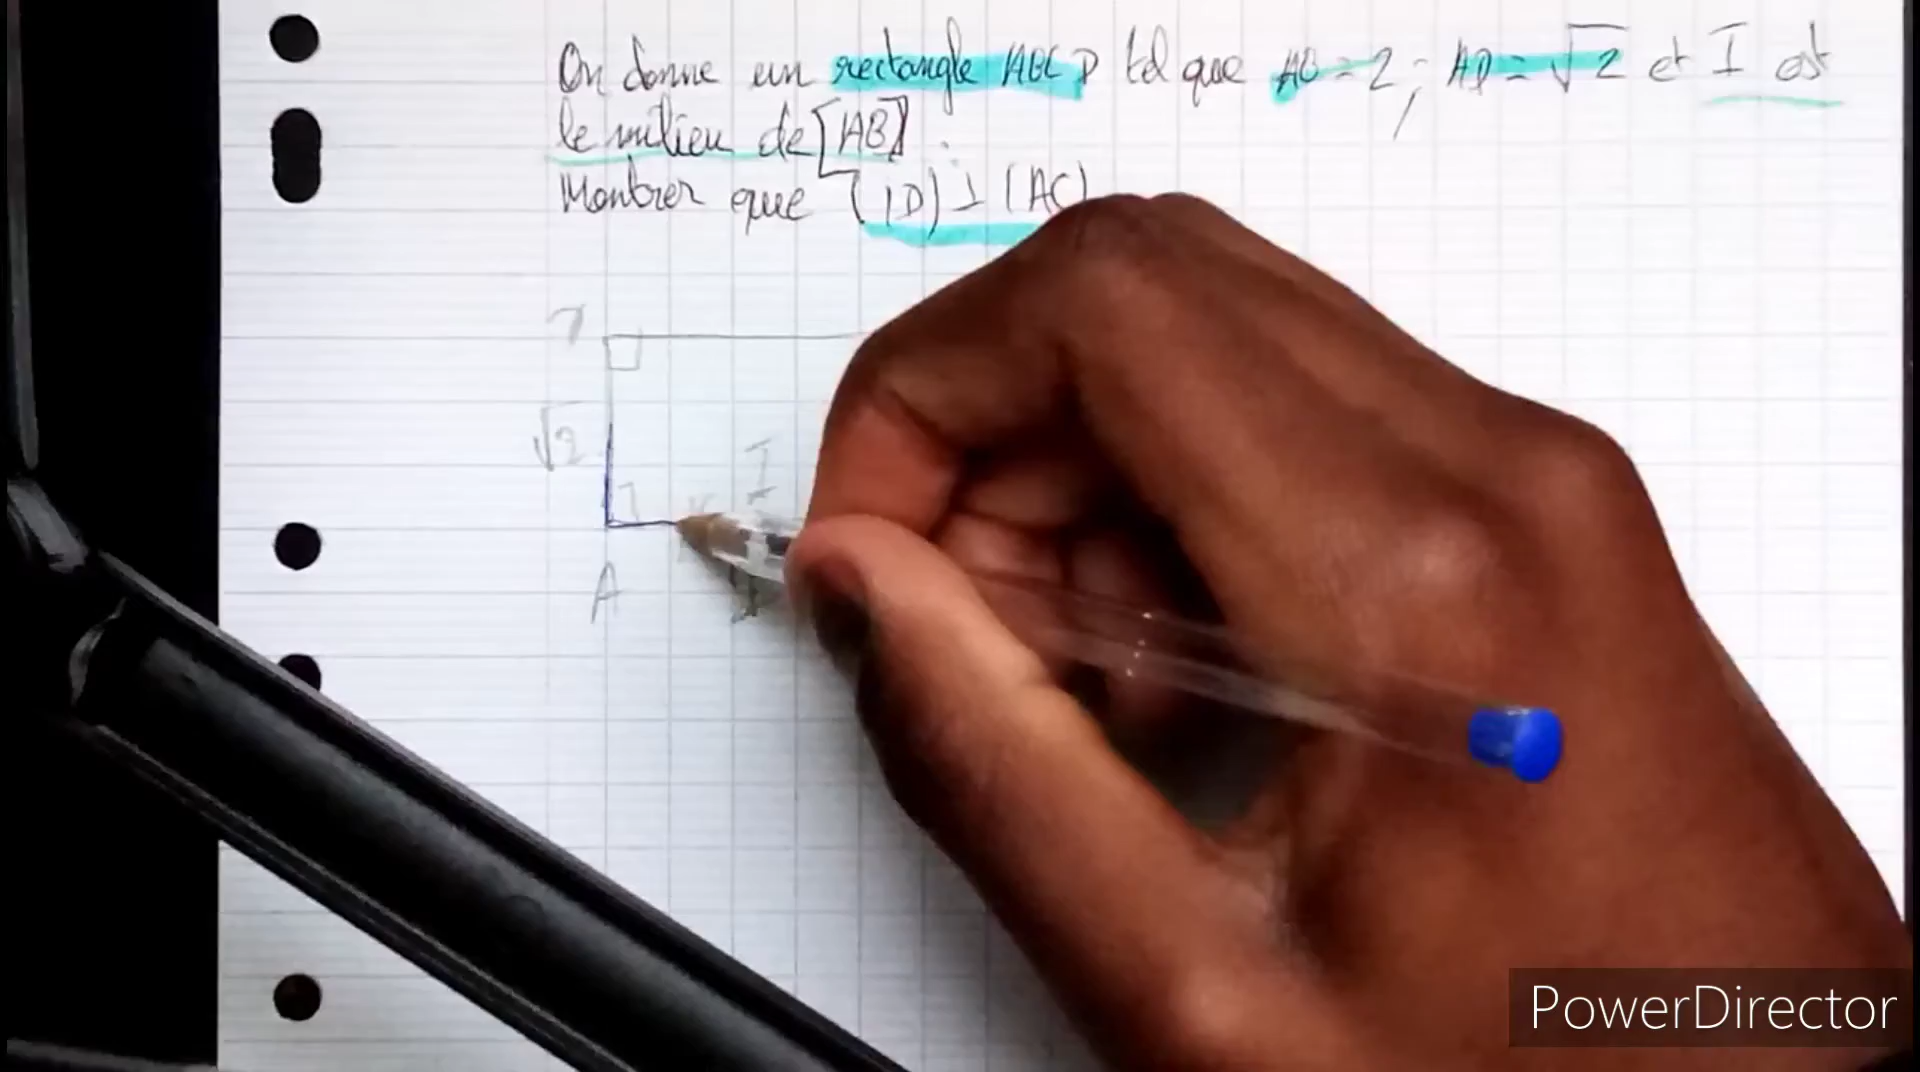 On donne un rectangle ABCD tel que AB = 2 ; AD = √2 et I est
le milieu de [AB].
Montrer que (ID) ⊥ (AC)
√2
I
A
PowerDirector